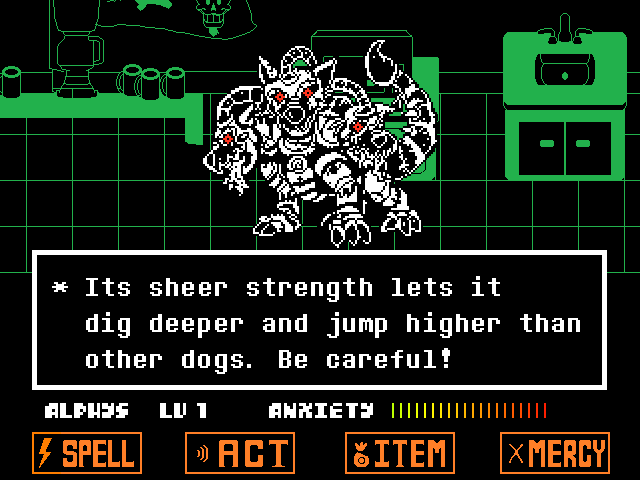 * Its sheer strength lets it
dig deeper and jump higher than
other dogs. Be careful!
ALPHYS LV 1 ANXIETY
SPELL ACT ITEM MERCY